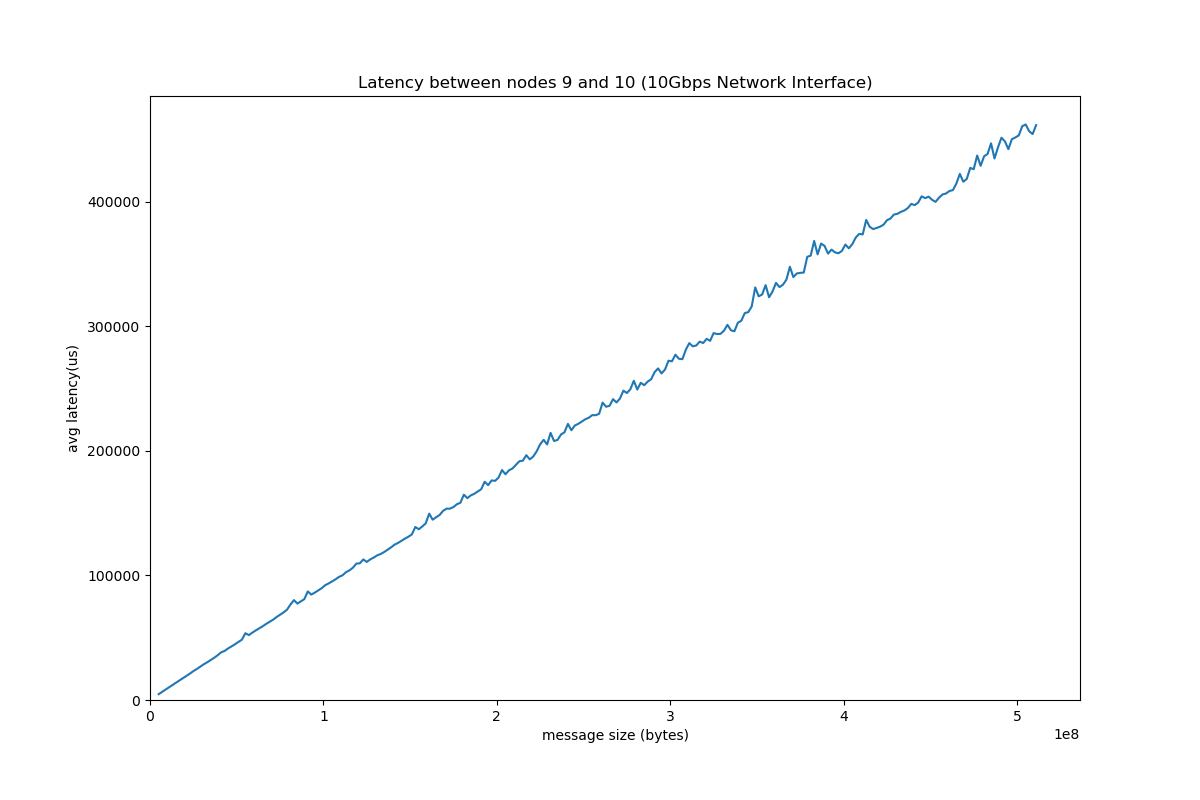 Latency between nodes 9 and 10 (10Gbps Network Interface)
400000
300000
200000
100000
0
avg latency(us)
0 1 2 3 4 5
1e8
message size (bytes)